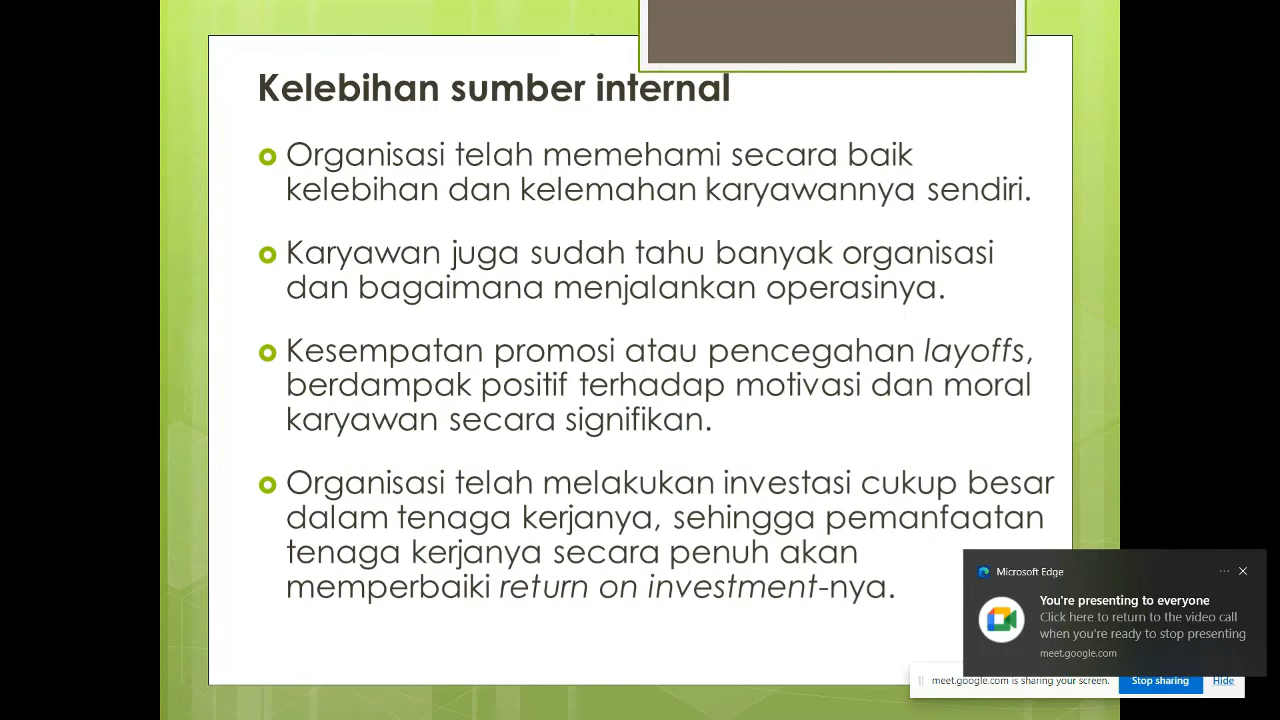 Kelebihan sumber internal
Organisasi telah memehami secara baik
kelebihan dan kelemahan karyawannya sendiri.
Karyawan juga sudah tahu banyak organisasi
dan bagaimana menjalankan operasinya.
Kesempatan promosi atau pencegahan layoffs,
berdampak positif terhadap motivasi dan moral
karyawan secara signifikan.
Organisasi telah melakukan investasi cukup besar
dalam tenaga kerjanya, sehingga pemanfaatan
tenaga kerjanya secara penuh akan
memperbaiki return on investment-nya.
Microsoft Edge
You're presenting to everyone
Click here to return to the video call
when you're ready to stop presenting
meet.google.com
meet.google.com is sharing your screen.
Stop sharing
Hide